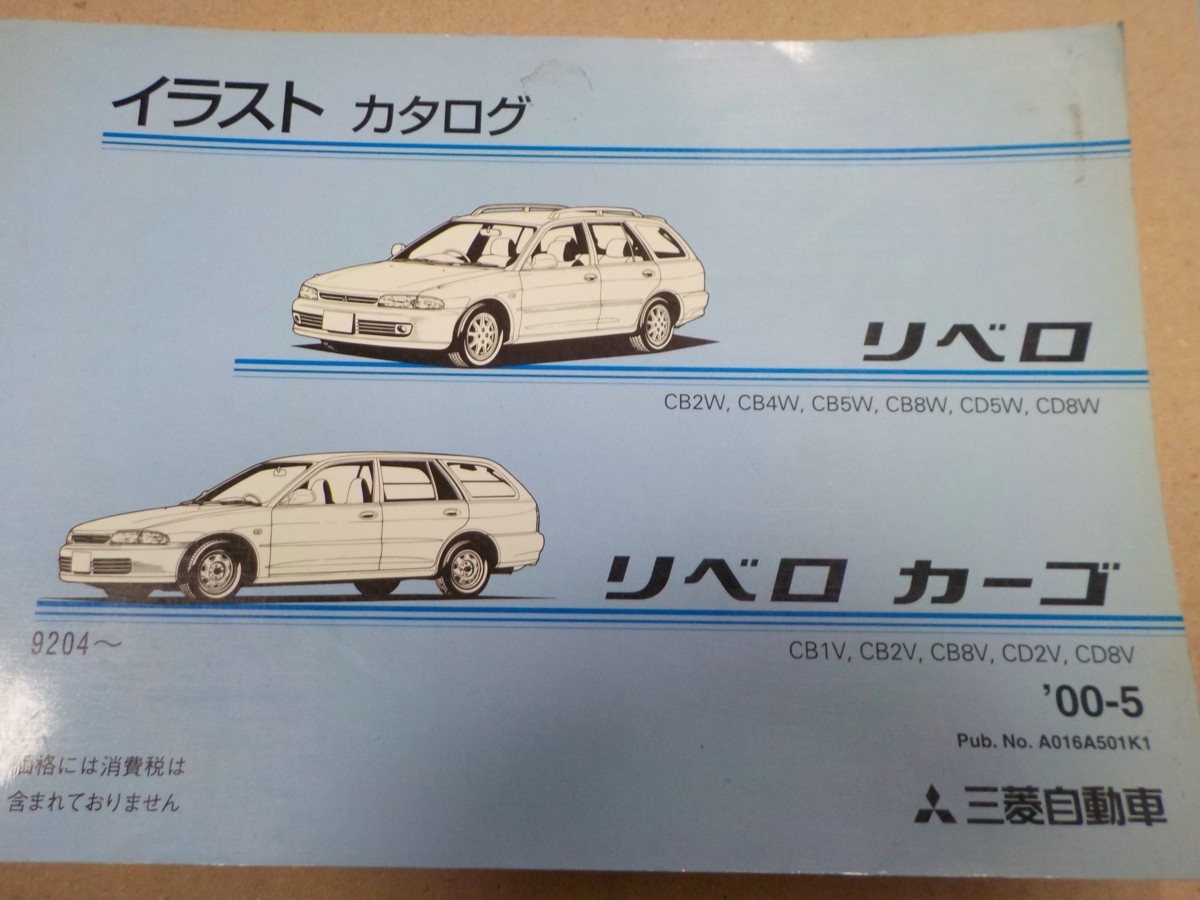 イラスト カタログ
リベロ
CB2W, CB4W, CB5W, CB8W, CD5W, CD8W
リベロ カーゴ
9204〜
CB1V, CB2V, CB8V, CD2V, CD8V
'00-5
Pub. No. A016A501K1
価格には消費税は
含まれておりません
三菱自動車